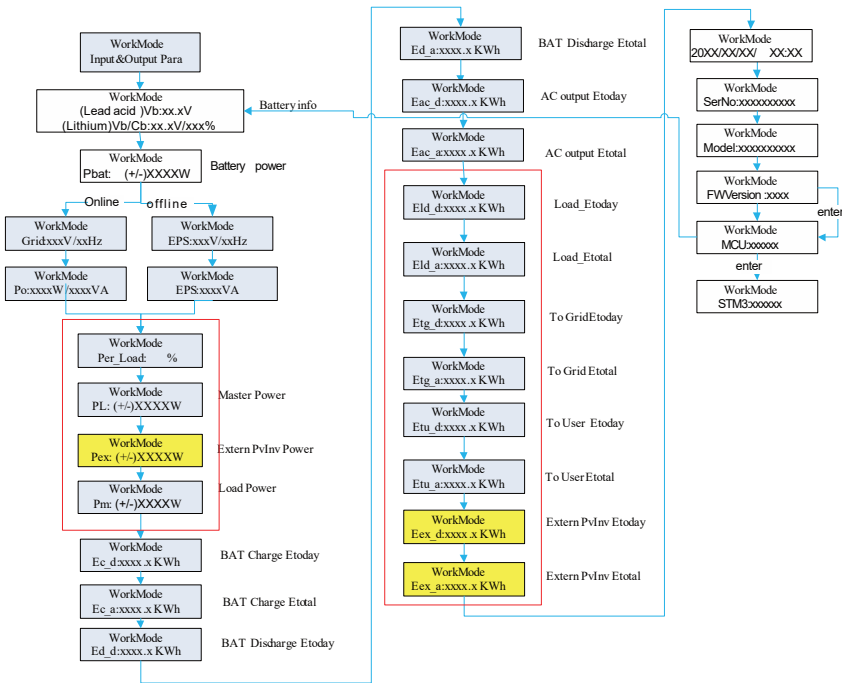 WorkMode
Input&Output Para
WorkMode
(Lead acid )Vb:xx.xV
(Lithium)Vb/Cb:xx.xV/xxx%
Battery info
WorkMode
Pbat: (+/-)XXXXW
Battery power
Online
offline
WorkMode
Grid:xxxV/xxHz
WorkMode
EPS:xxxV/xxHz
WorkMode
Po:xxxxW/xxxxVA
WorkMode
EPS:xxxxVA
WorkMode
Per_Load: %
WorkMode
PL: (+/-)XXXXW
Master Power
WorkMode
Pex: (+/-)XXXXW
Extern PvInv Power
WorkMode
Pm: (+/-)XXXXW
Load Power
WorkMode
Ec_d:xxxx.x KWh
BAT Charge Etoday
WorkMode
Ec_a:xxxx.x KWh
BAT Charge Etotal
WorkMode
Ed_d:xxxx.x KWh
BAT Discharge Etoday
WorkMode
Ed_a:xxxx.x KWh
BAT Discharge Etotal
WorkMode
Eac_d:xxxx.x KWh
AC output Etoday
WorkMode
Eac_a:xxxx.x KWh
AC output Etotal
WorkMode
Eld_d:xxxx.x KWh
Load_Etoday
WorkMode
Eld_a:xxxx.x KWh
Load_Etotal
WorkMode
Etg_d:xxxx.x KWh
To GridEtoday
WorkMode
Etg_a:xxxx.x KWh
To Grid Etotal
WorkMode
Etu_d:xxxx.x KWh
To User Etoday
WorkMode
Etu_a:xxxx.x KWh
To UserEtotal
WorkMode
Eex_d:xxxx.x KWh
Extern PvInv Etoday
WorkMode
Eex_a:xxxx.x KWh
Extern PvInv Etotal
WorkMode
20XX/XX/XX/ XX:XX
WorkMode
SerNo:xxxxxxxxxx
WorkMode
Model:xxxxxxxxxx
WorkMode
FWVersion :xxxx
enter
WorkMode
MCU:xxxxxx
enter
WorkMode
STM3:xxxxxx